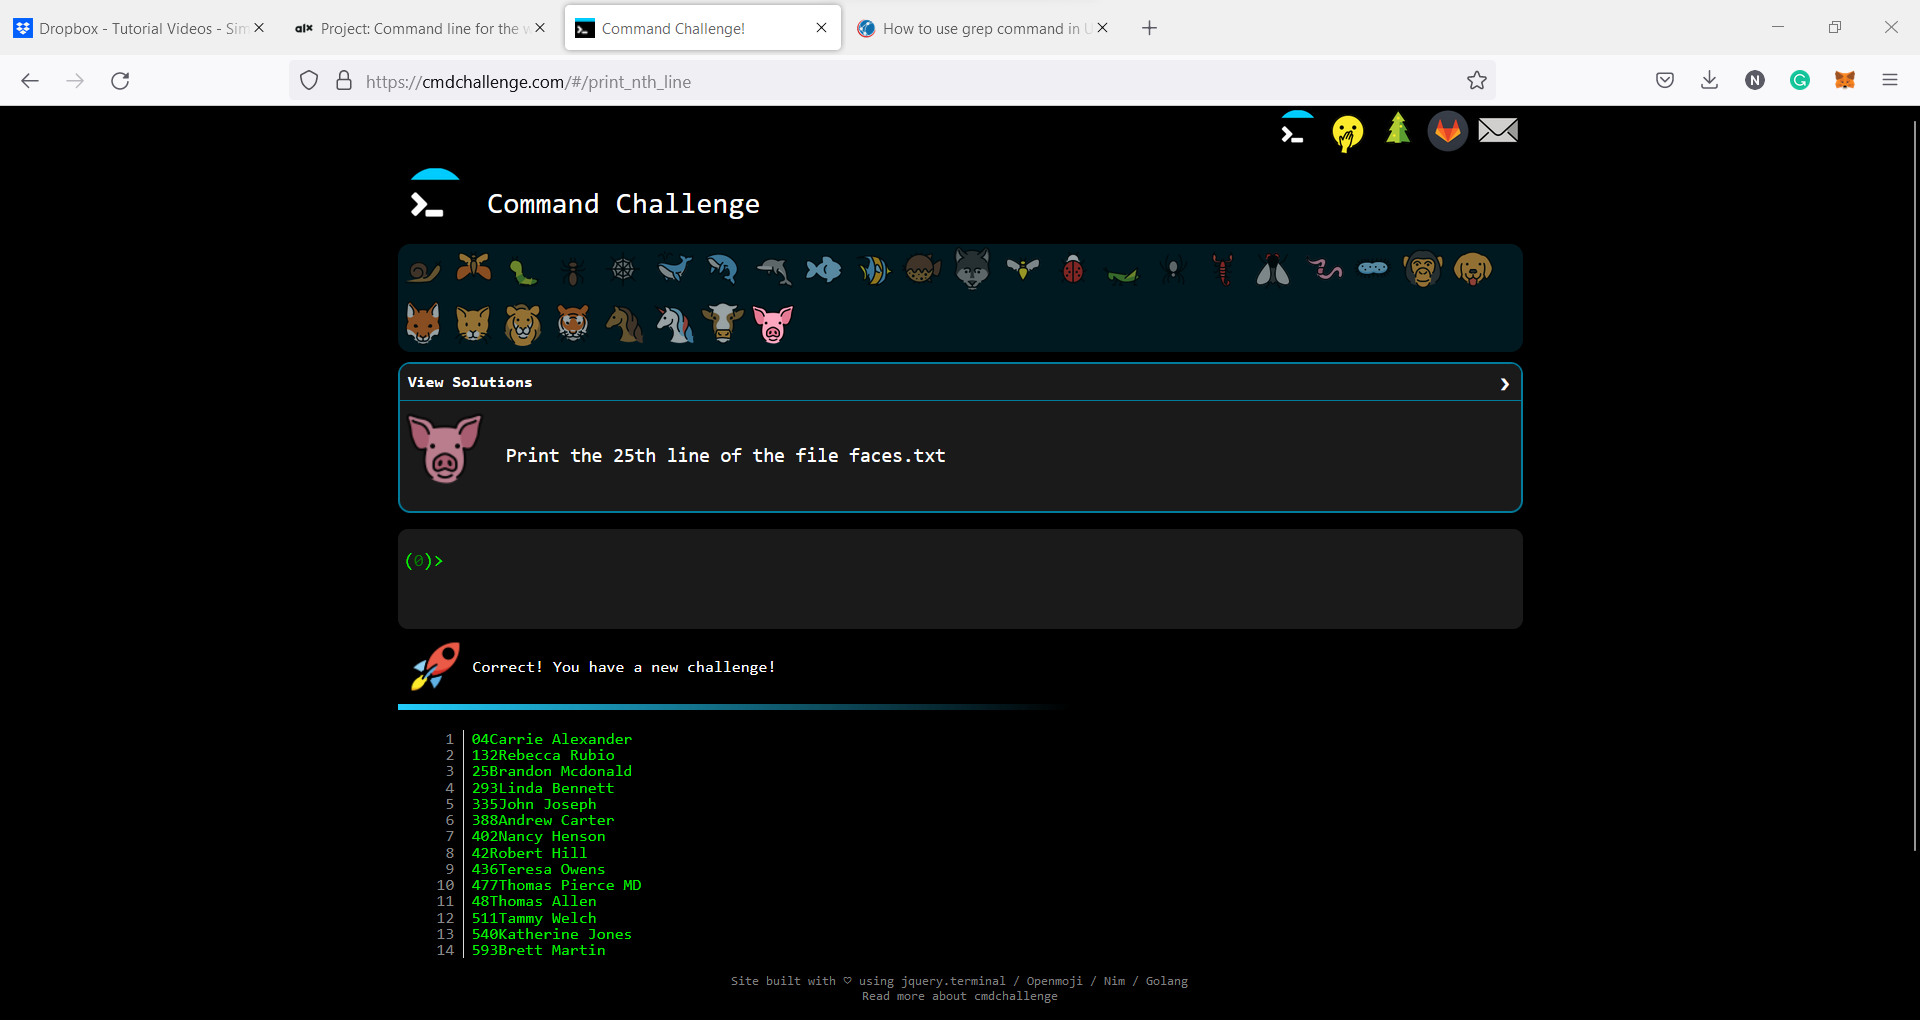 Dropbox - Tutorial Videos - Sim
alx Project: Command line for the w
Command Challenge!
How to use grep command in U
https://cmdchallenge.com/#/print_nth_line
N
G
Command Challenge
View Solutions
Print the 25th line of the file faces.txt
(0)>
Correct! You have a new challenge!
1 04Carrie Alexander
2 132Rebecca Rubio
3 25Brandon Mcdonald
4 293Linda Bennett
5 335John Joseph
6 388Andrew Carter
7 402Nancy Henson
8 42Robert Hill
9 436Teresa Owens
10 477Thomas Pierce MD
11 48Thomas Allen
12 511Tammy Welch
13 540Katherine Jones
14 593Brett Martin
Site built with ♡ using jquery.terminal / Openmoji / Nim / Golang
Read more about cmdchallenge